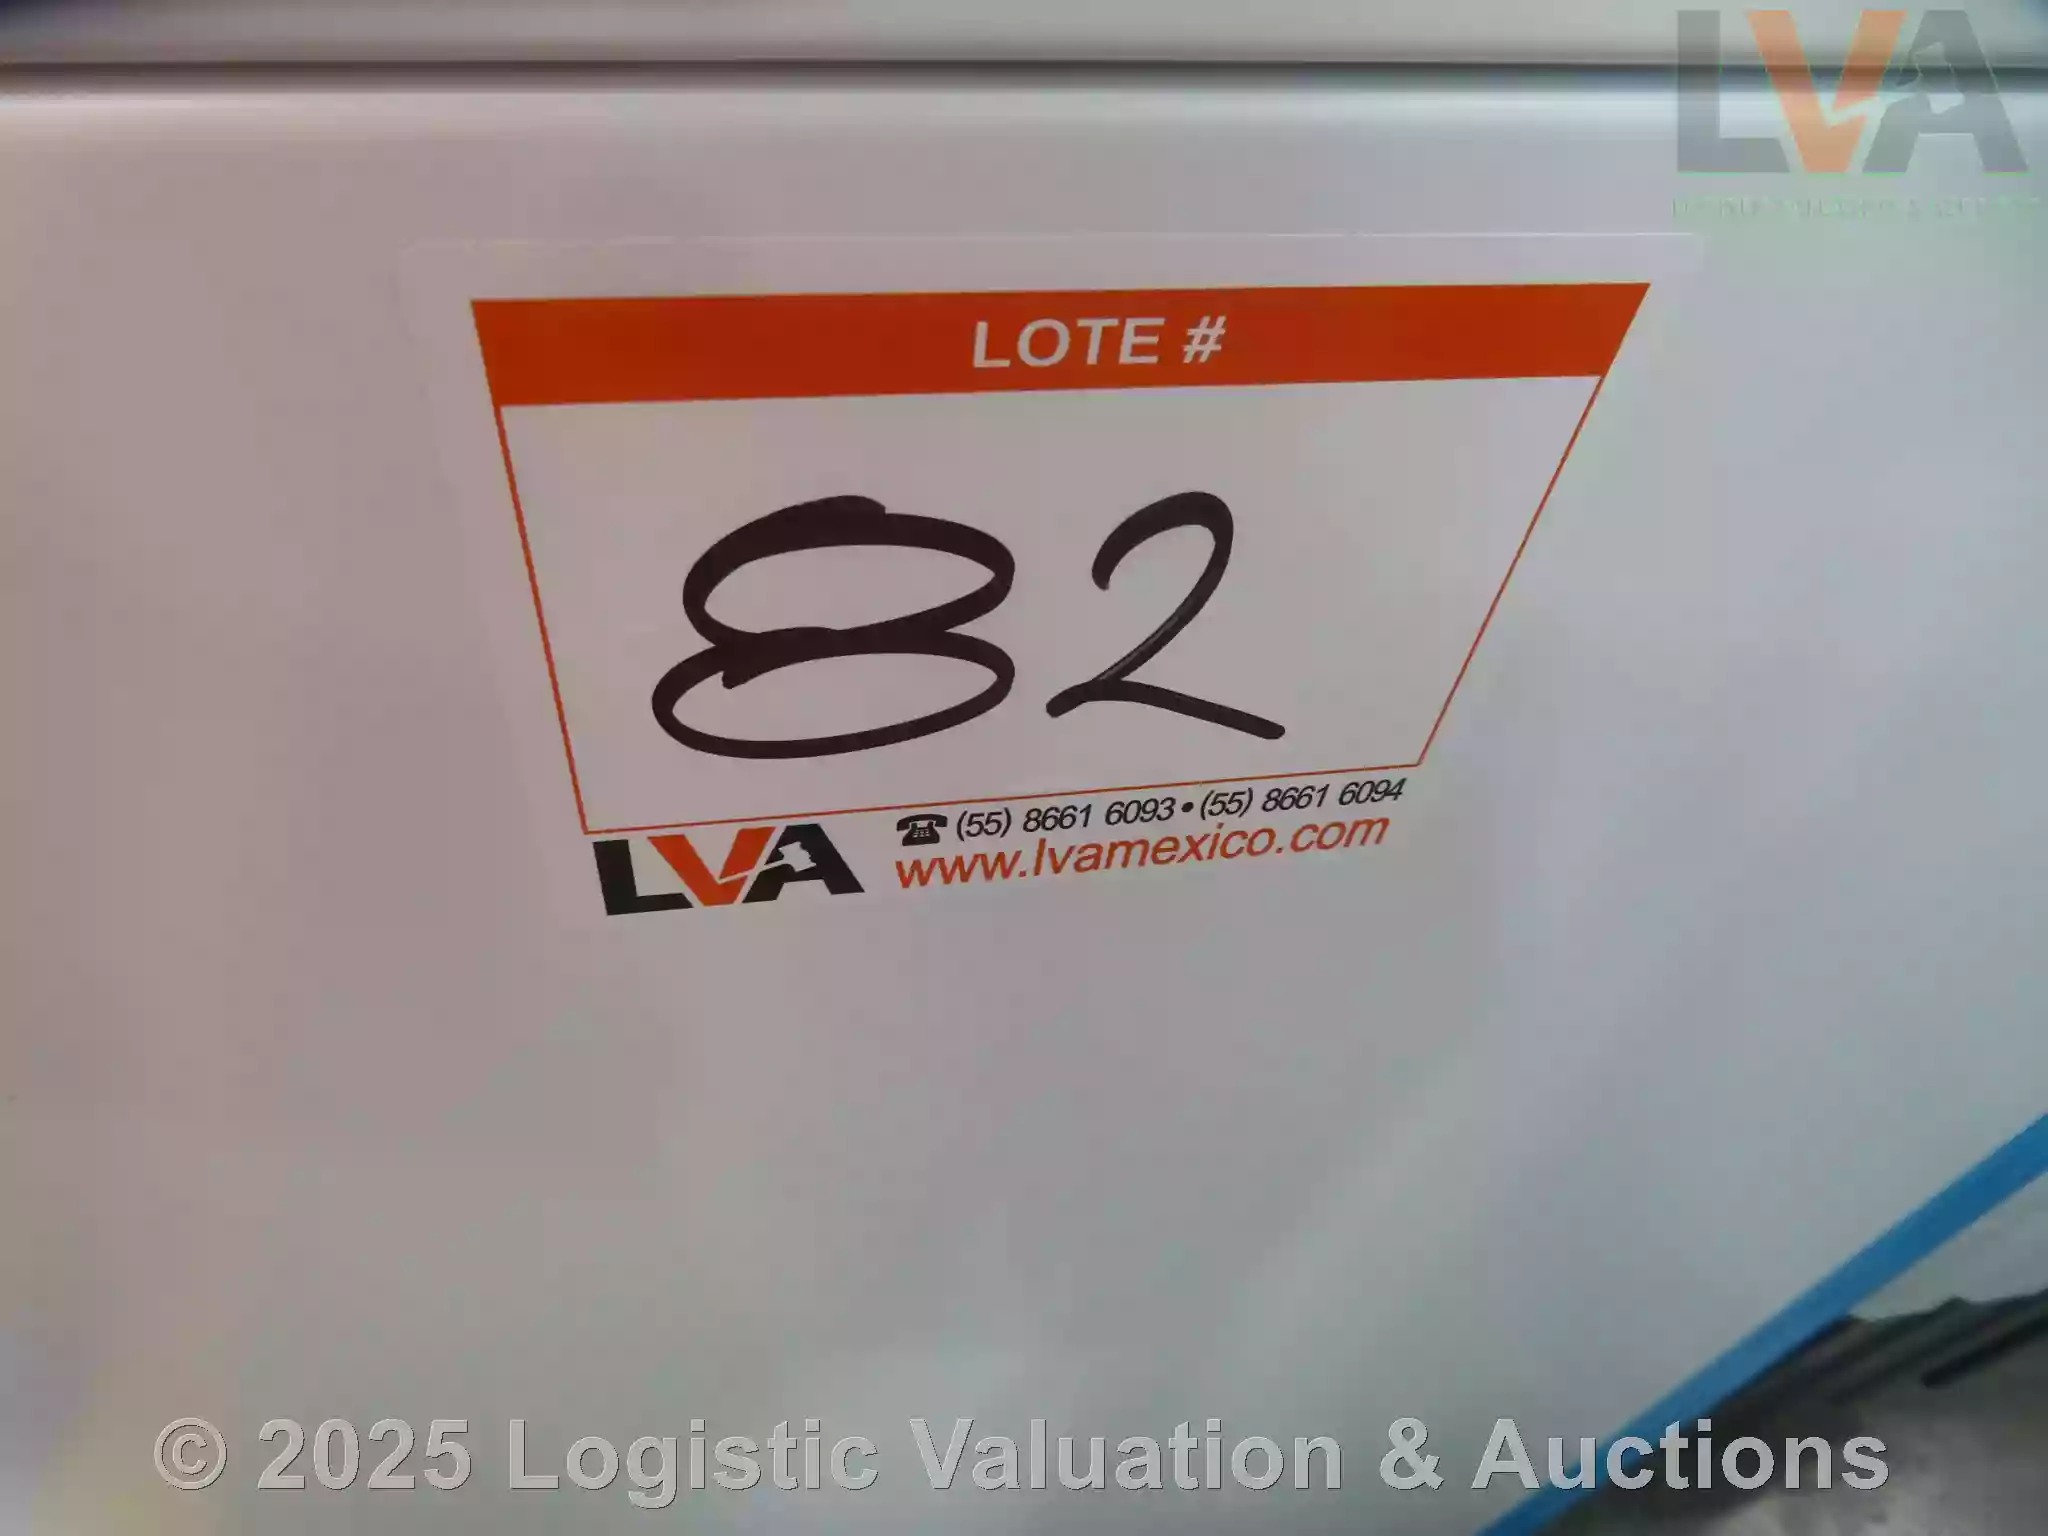 LVA
LOTE #
82
(55) 8661 6093 • (55) 8661 6094
LVA
www.lvamexico.com
© 2025 Logistic Valuation & Auctions